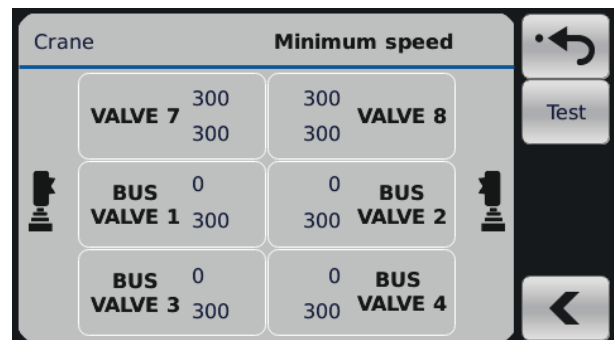 Crane Minimum speed
VALVE 7 300 300 VALVE 8
300 300
Test
BUS 0 0 BUS
VALVE 1 300 300 VALVE 2
BUS 0 0 BUS
VALVE 3 300 300 VALVE 4